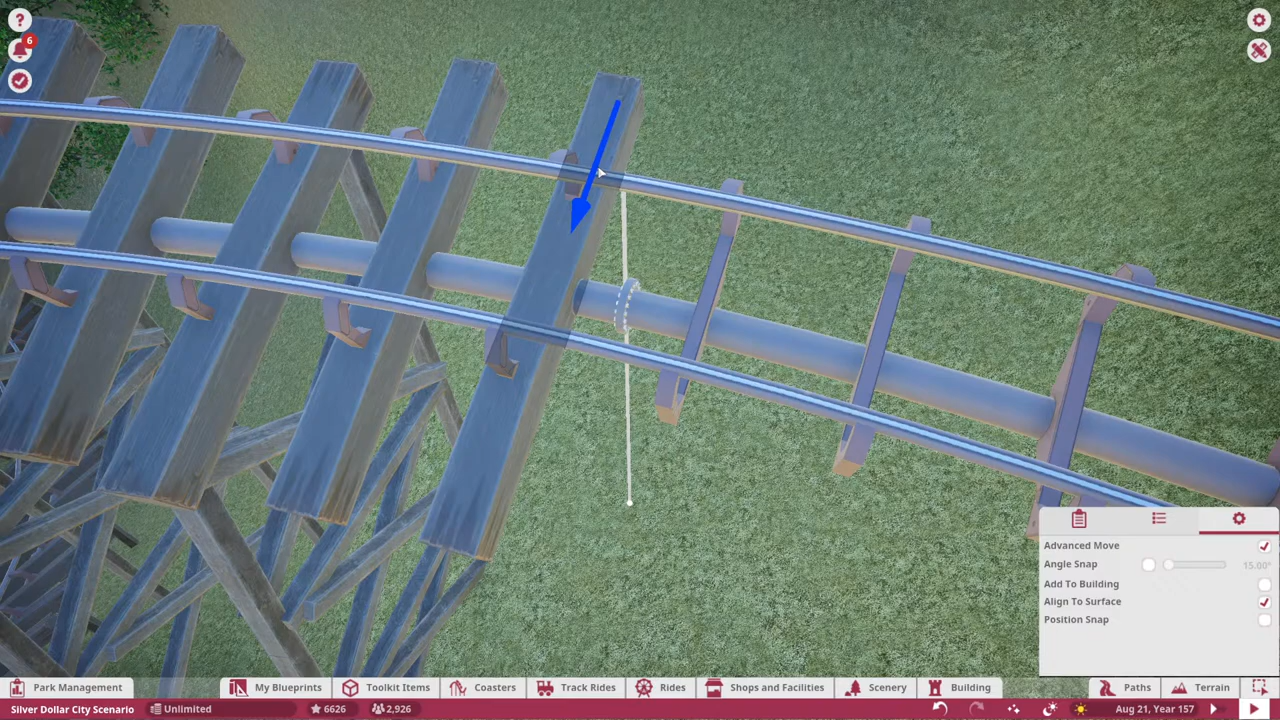 ?
6
Advanced Move
Angle Snap 15.00°
Add To Building
Align To Surface
Position Snap
Park Management My Blueprints Toolkit Items Coasters Track Rides Rides Shops and Facilities Scenery Building Paths Terrain
Silver Dollar City Scenario Unlimited 6626 2,926 Aug 21, Year 157